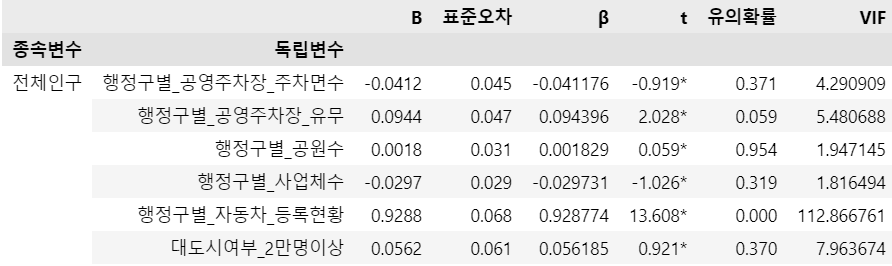 B 표준오차 β t 유의확률 VIF
종속변수 독립변수
전체인구 행정구별_공영주차장_주차면수 -0.0412 0.045 -0.041176 -0.919* 0.371 4.290909
행정구별_공영주차장_유무 0.0944 0.047 0.094396 2.028* 0.059 5.480688
행정구별_공원수 0.0018 0.031 0.001829 0.059* 0.954 1.947145
행정구별_사업체수 -0.0297 0.029 -0.029731 -1.026* 0.319 1.816494
행정구별_자동차_등록현황 0.9288 0.068 0.928774 13.608* 0.000 112.866761
대도시여부_2만명이상 0.0562 0.061 0.056185 0.921* 0.370 7.963674